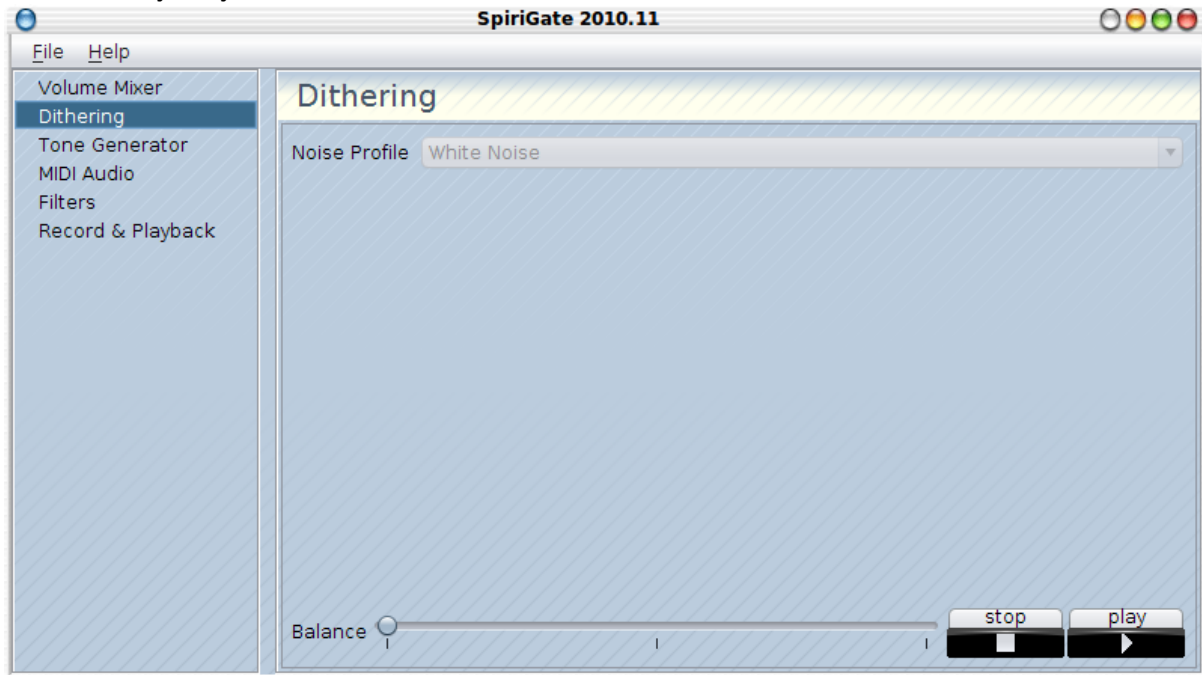 SpiriGate 2010.11
File Help
Volume Mixer
Dithering
Tone Generator
MIDI Audio
Filters
Record & Playback
Dithering
Noise Profile White Noise
Balance
stop play